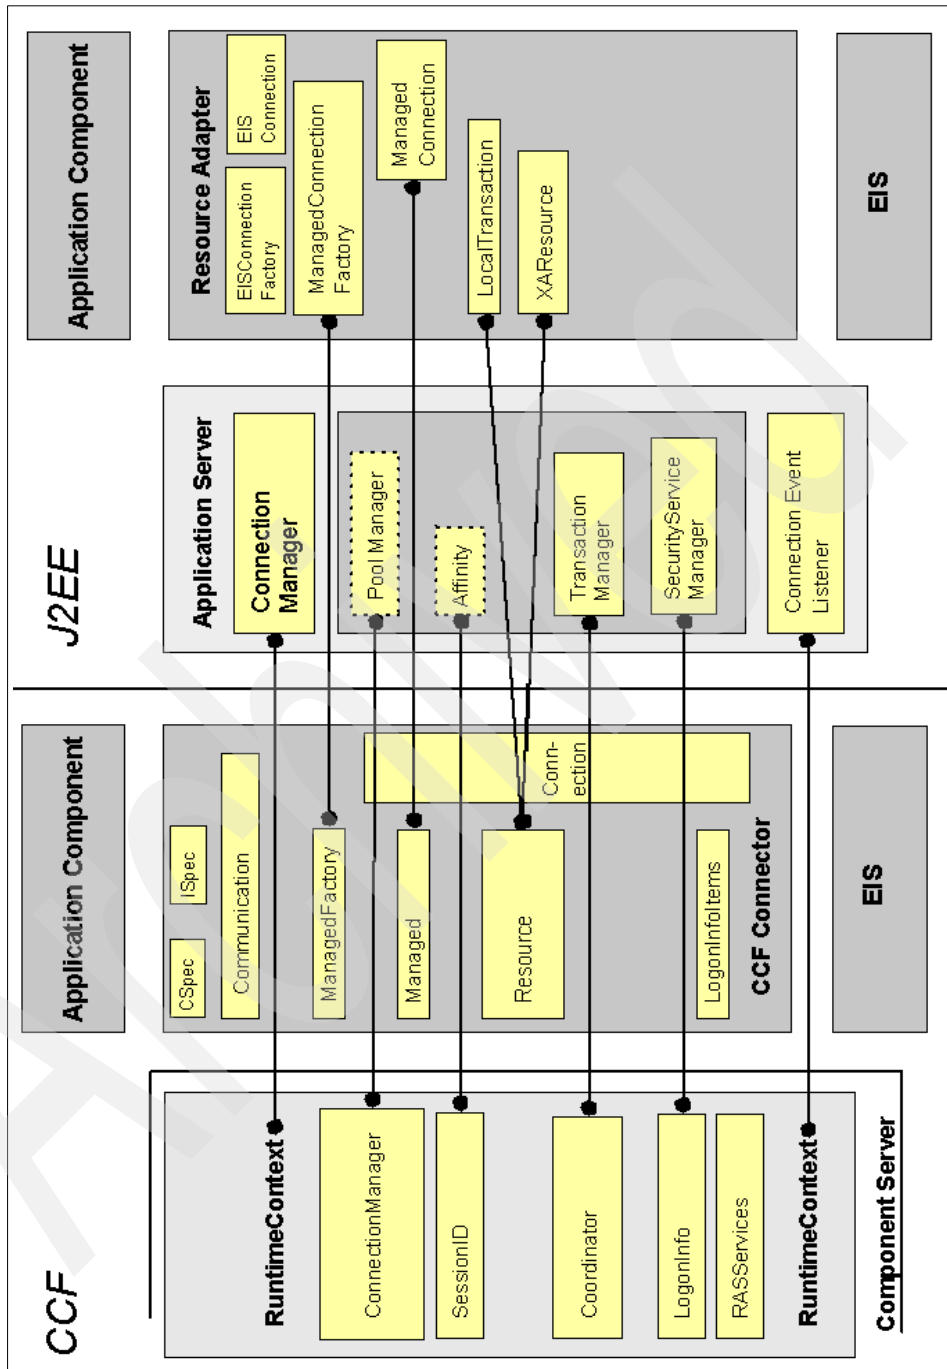 CCF
RuntimeContext
ConnectionManager
SessionID
Coordinator
LogonInfo
RASServices
RuntimeContext
Component Server
Application Component
CSpec
ISpec
Communication
ManagedFactory
Managed
Resource
Conn-
ection
LogonInfoItems
CCF Connector
EIS
J2EE
Application Server
Connection
Manager
Pool Manager
Affinity
Transaction
Manager
SecurityService
Manager
Connection Event
Listener
Application Component
Resource Adapter
EISConnection
Factory
EIS
Connection
ManagedConnection
Factory
Managed
Connection
LocalTransaction
XAResource
EIS
Archived